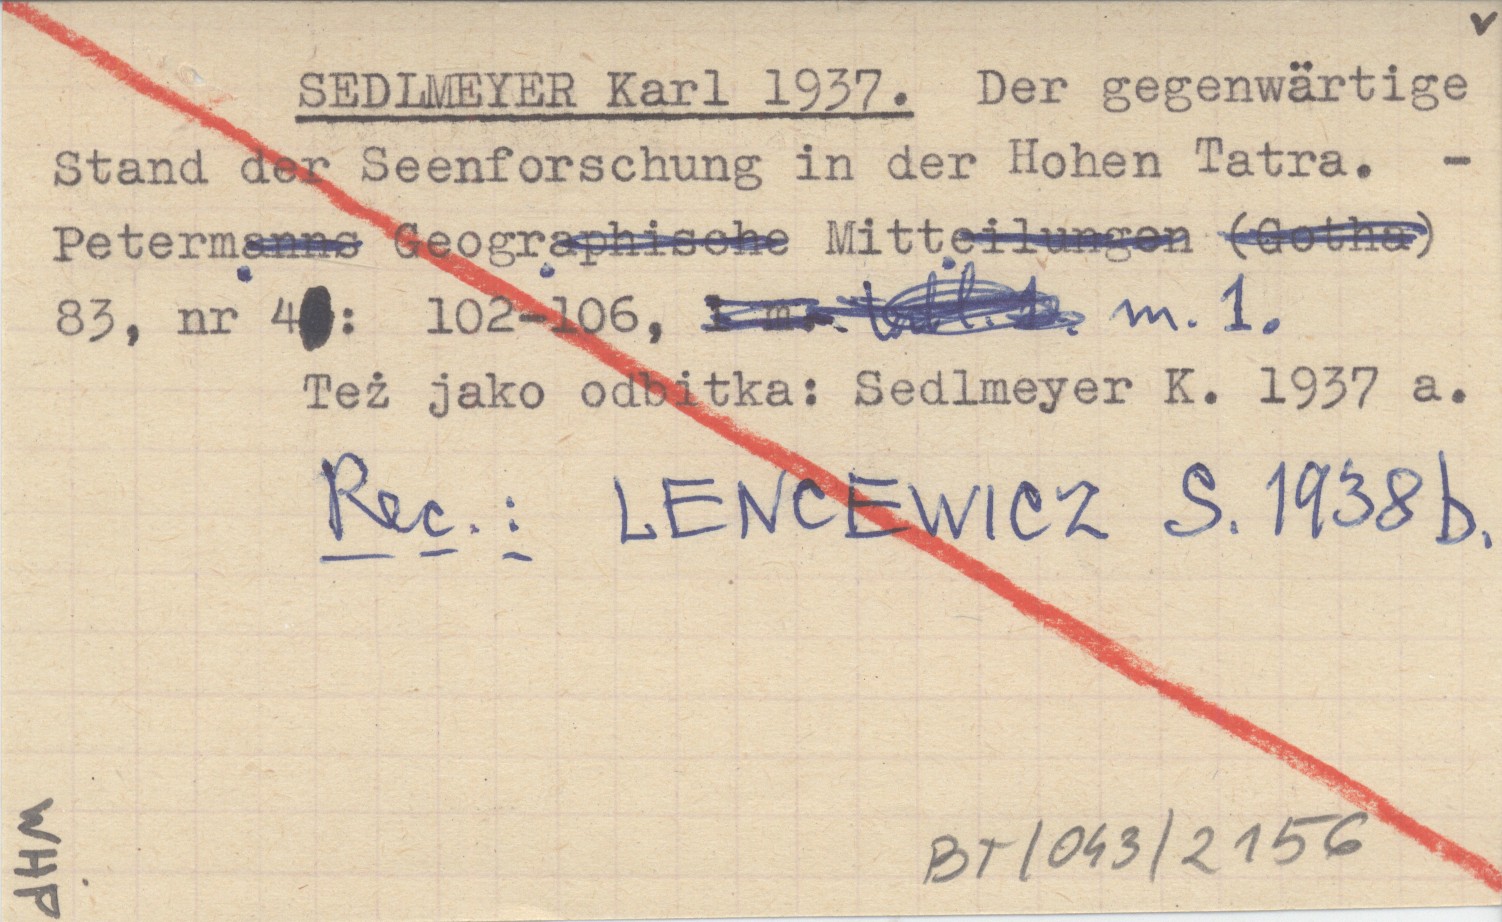 v
SEDLMEYER Karl 1937. Der gegenwärtige
Stand der Seenforschung in der Hohen Tatra. -
Petermanns Geographische Mitteilungen (Gotha)
83, nr 4 : 102-106, 1 m. m. 1.
Też jako odbitka: Sedlmeyer K. 1937 a.
Rec.: LENCEWICZ S. 1938 b.
BT/043/2156
WHP